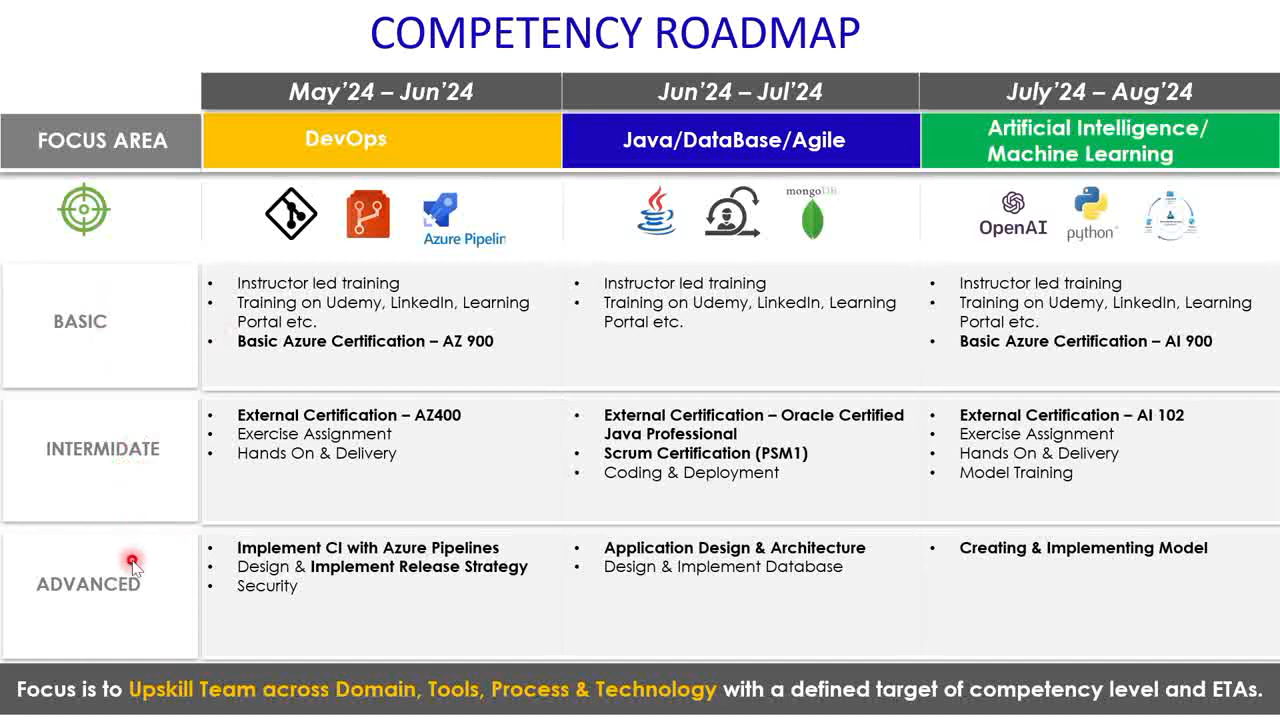 COMPETENCY ROADMAP
May’24 – Jun’24
Jun’24 – Jul’24
July’24 – Aug’24
FOCUS AREA
DevOps
Java/DataBase/Agile
Artificial Intelligence/
Machine Learning
Azure Pipelin
mongoDB
OpenAI
python
BASIC
• Instructor led training
• Training on Udemy, LinkedIn, Learning
Portal etc.
• Basic Azure Certification – AZ 900
• Instructor led training
• Training on Udemy, LinkedIn, Learning
Portal etc.
• Instructor led training
• Training on Udemy, LinkedIn, Learning
Portal etc.
• Basic Azure Certification – AI 900
INTERMIDATE
• External Certification – AZ400
• Exercise Assignment
• Hands On & Delivery
• External Certification – Oracle Certified
Java Professional
• Scrum Certification (PSM1)
• Coding & Deployment
• External Certification – AI 102
• Exercise Assignment
• Hands On & Delivery
• Model Training
ADVANCED
• Implement CI with Azure Pipelines
• Design & Implement Release Strategy
• Security
• Application Design & Architecture
• Design & Implement Database
• Creating & Implementing Model
Focus is to Upskill Team across Domain, Tools, Process & Technology with a defined target of competency level and ETAs.